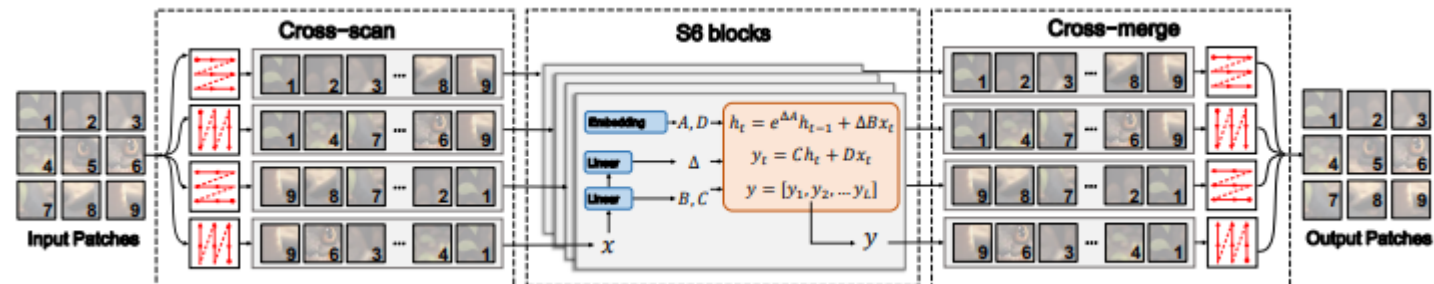 Cross-scan
S6 blocks
Cross-merge
1 2 3
4 5 6
7 8 9
Input Patches
1 2 3 ... 8 9
1 4 7 ... 6 9
9 8 7 ... 2 1
9 6 3 ... 4 1
Embedding A, D
Linear Δ
Linear B, C
x
h_t = e^{ΔA}h_{t-1} + ΔBx_t
y_t = Ch_t + Dx_t
y = [y_1, y_2, ... y_L]
y
1 2 3 ... 8 9
1 4 7 ... 6 9
9 8 7 ... 2 1
9 6 3 ... 4 1
1 2 3
4 5 6
7 8 9
Output Patches